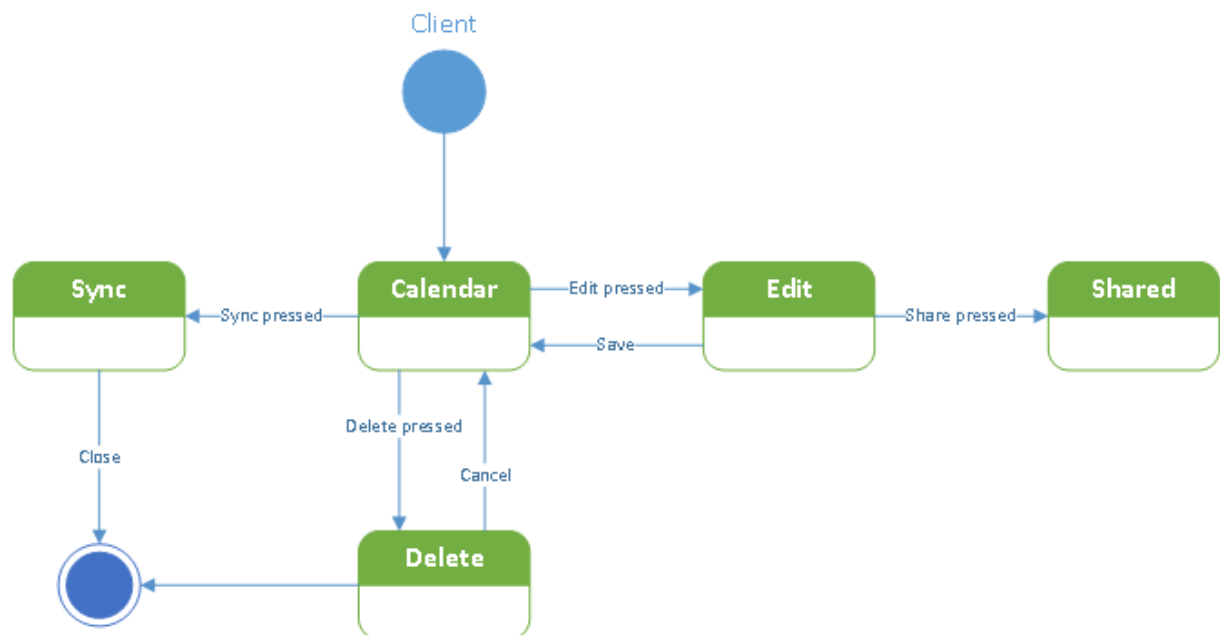 Client
Sync
Calendar
Edit
Shared
Sync pressed
Edit pressed
Save
Share pressed
Delete pressed
Close
Cancel
Delete